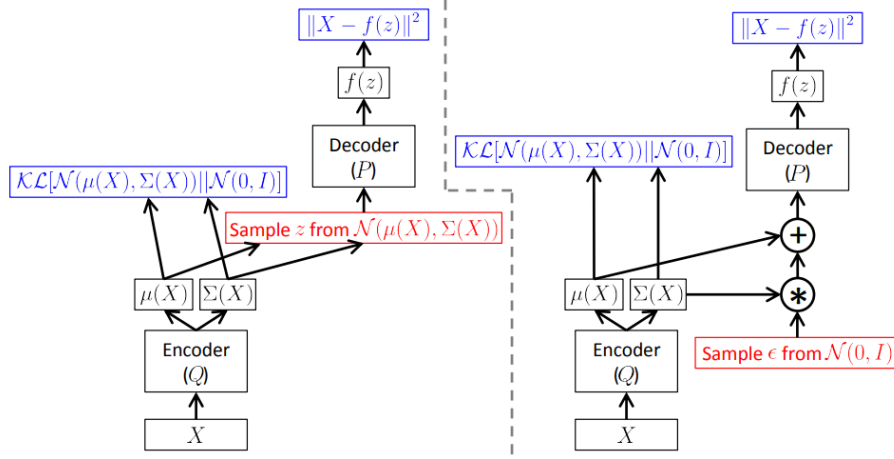 ‖X − f(z)‖²
f(z)
Decoder
(P)
𝒦ℒ[𝒩(μ(X), Σ(X))||𝒩(0, I)]
Sample z from 𝒩(μ(X), Σ(X))
μ(X)
Σ(X)
Encoder
(Q)
X
‖X − f(z)‖²
f(z)
Decoder
(P)
𝒦ℒ[𝒩(μ(X), Σ(X))||𝒩(0, I)]
+
μ(X)
Σ(X)
*
Encoder
(Q)
Sample ϵ from 𝒩(0, I)
X